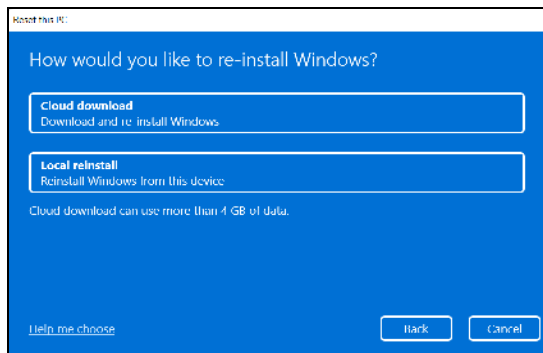 Reset this PC
How would you like to re-install Windows?
Cloud download
Download and re-install Windows
Local reinstall
Reinstall Windows from this device
Cloud download can use more than 4 GB of data.
Help me choose
Back
Cancel